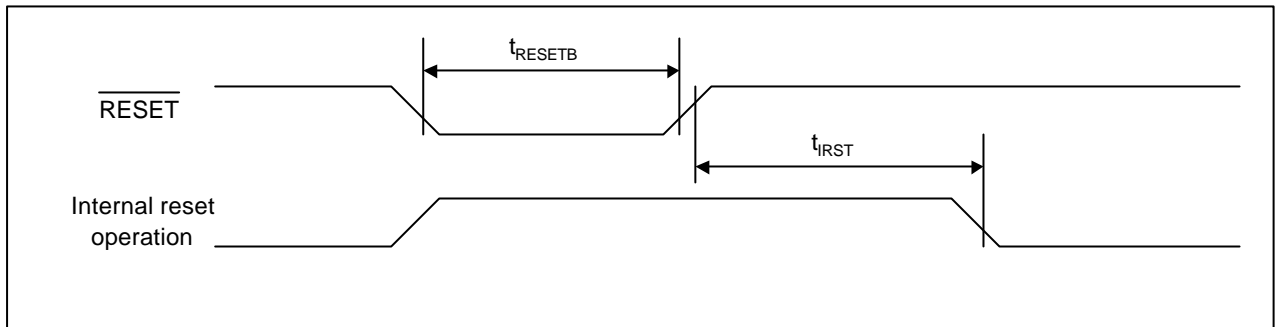 tRESETB
RESET
tIRST
Internal reset
operation